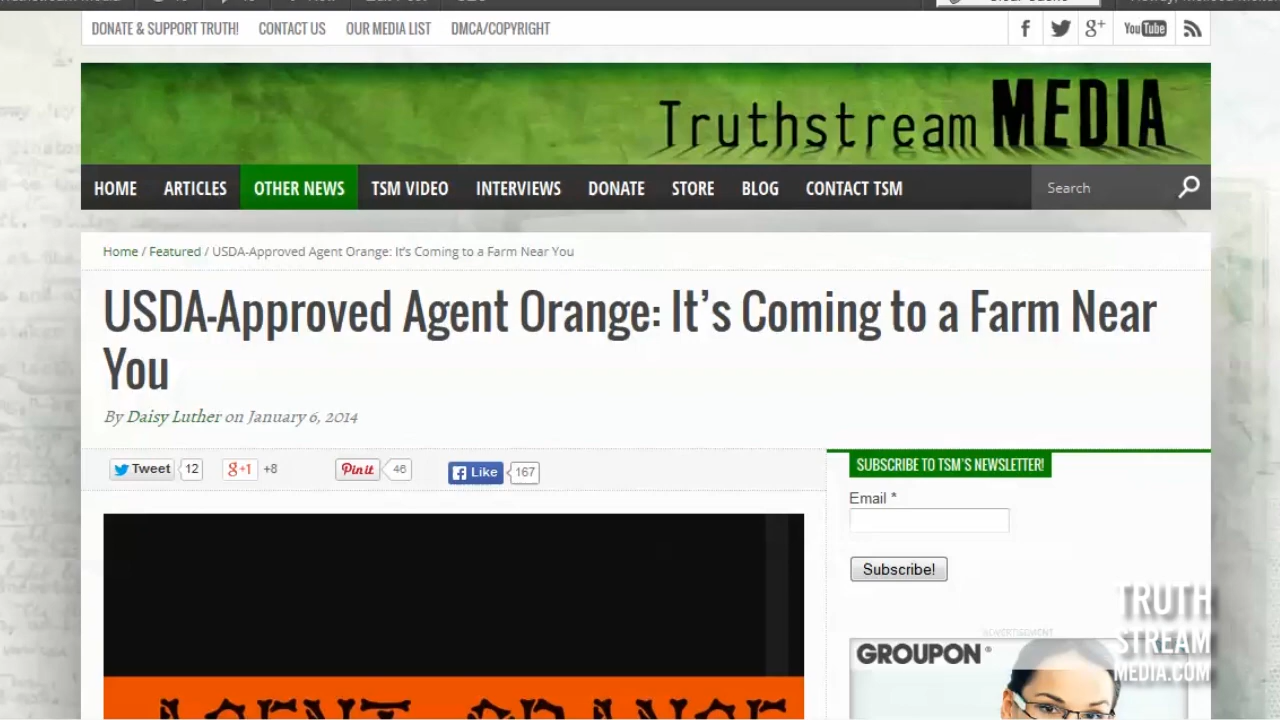 DONATE & SUPPORT TRUTH! CONTACT US OUR MEDIA LIST DMCA/COPYRIGHT
f g+ You Tube
Truthstream MEDIA
HOME ARTICLES OTHER NEWS TSM VIDEO INTERVIEWS DONATE STORE BLOG CONTACT TSM Search
Home / Featured / USDA-Approved Agent Orange: It's Coming to a Farm Near You
USDA-Approved Agent Orange: It's Coming to a Farm Near
You
By Daisy Luther on January 6, 2014
Tweet 12 g+1 +8 Pin it 46 Like 167
SUBSCRIBE TO TSM'S NEWSLETTER!
Email *
Subscribe!
ADVERTISEMENT
GROUPON
TRUTH
STREAM
MEDIA.COM
AGENT ORANGE